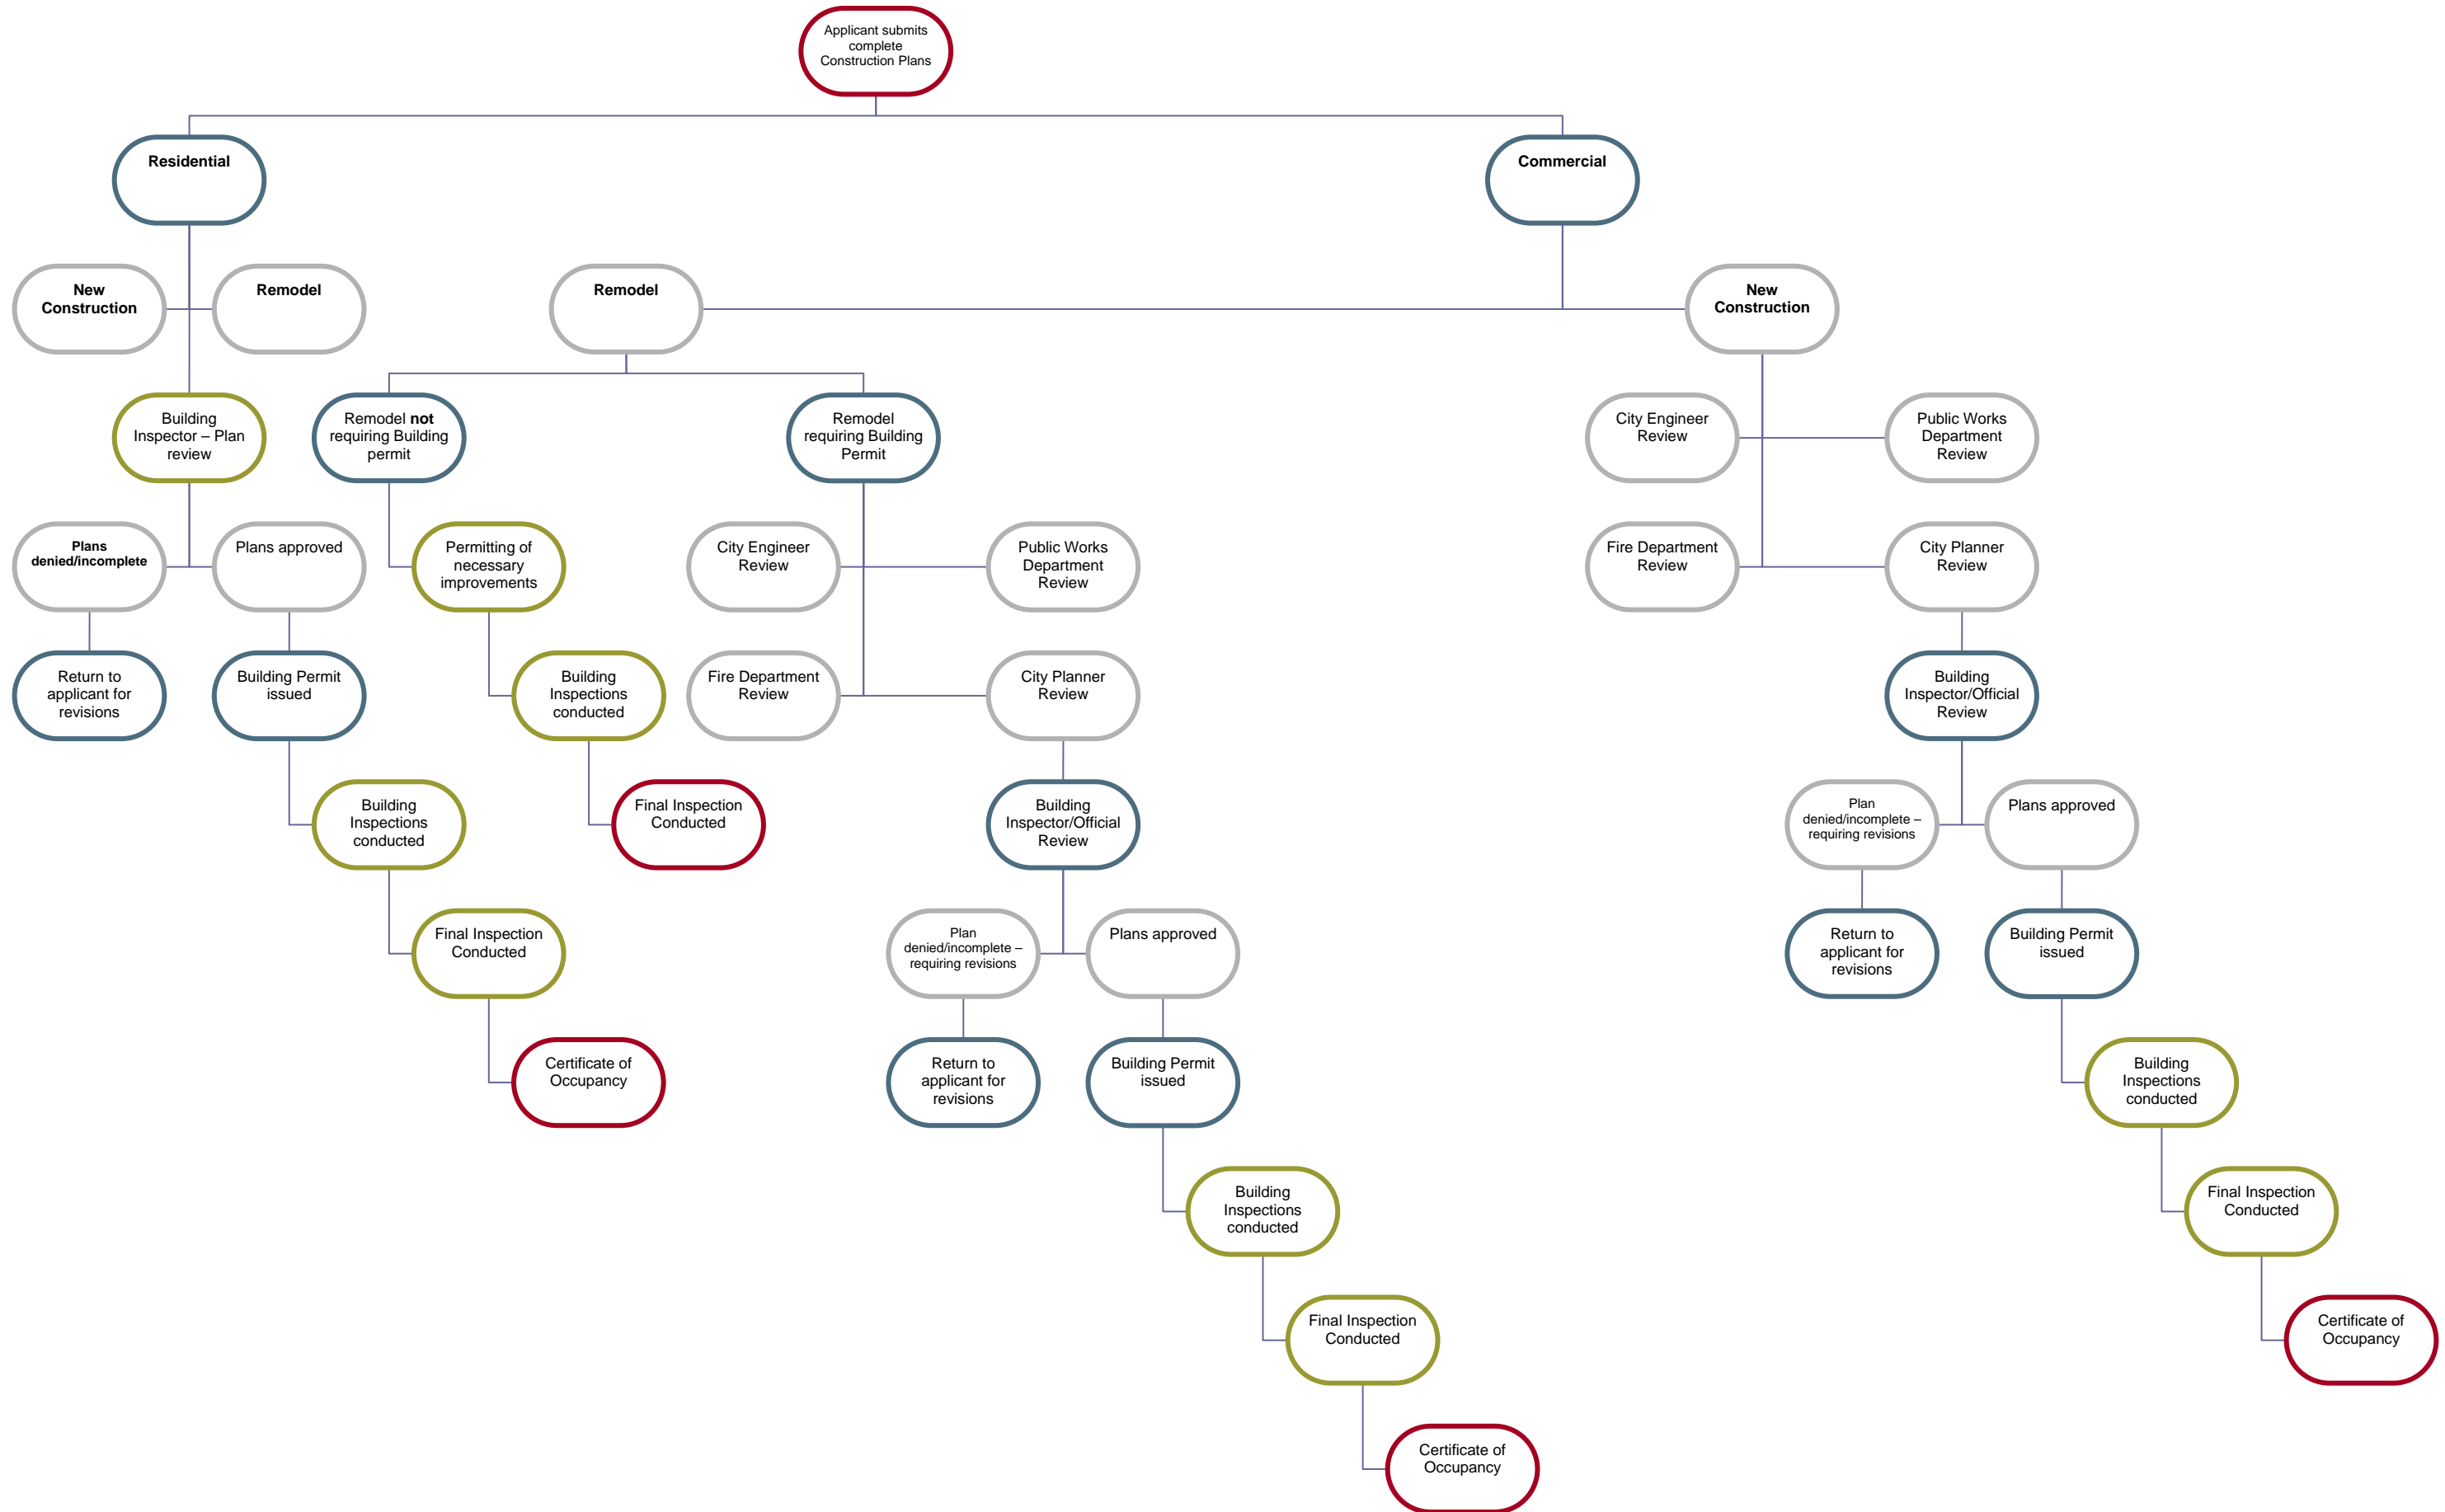 Applicant submits
complete
Construction Plans
Residential
Commercial
New
Construction
Remodel
Remodel
New
Construction
Building
Inspector – Plan
review
Remodel not
requiring Building
permit
Remodel
requiring Building
Permit
City Engineer
Review
Public Works
Department
Review
Plans
denied/incomplete
Plans approved
Permitting of
necessary
improvements
City Engineer
Review
Public Works
Department
Review
Fire Department
Review
City Planner
Review
Return to
applicant for
revisions
Building Permit
issued
Building
Inspections
conducted
Fire Department
Review
City Planner
Review
Building
Inspector/Official
Review
Building
Inspections
conducted
Final Inspection
Conducted
Building
Inspector/Official
Review
Plan
denied/incomplete –
requiring revisions
Plans approved
Final Inspection
Conducted
Plan
denied/incomplete –
requiring revisions
Plans approved
Return to
applicant for
revisions
Building Permit
issued
Certificate of
Occupancy
Return to
applicant for
revisions
Building Permit
issued
Building
Inspections
conducted
Building
Inspections
conducted
Final Inspection
Conducted
Final Inspection
Conducted
Certificate of
Occupancy
Certificate of
Occupancy